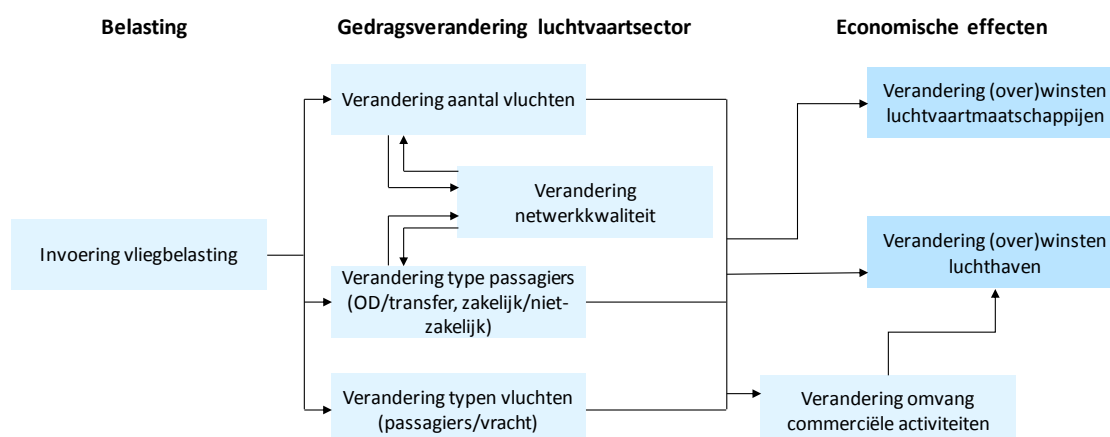 Belasting
Gedragsverandering luchtvaartsector
Economische effecten
Verandering aantal vluchten
Verandering (over)winsten
luchtvaartmaatschappijen
Verandering
netwerkkwaliteit
Invoering vliegbelasting
Verandering (over)winsten
luchthaven
Verandering type passagiers
(OD/transfer, zakelijk/niet-
zakelijk)
Verandering typen vluchten
(passagiers/vracht)
Verandering omvang
commerciële activiteiten